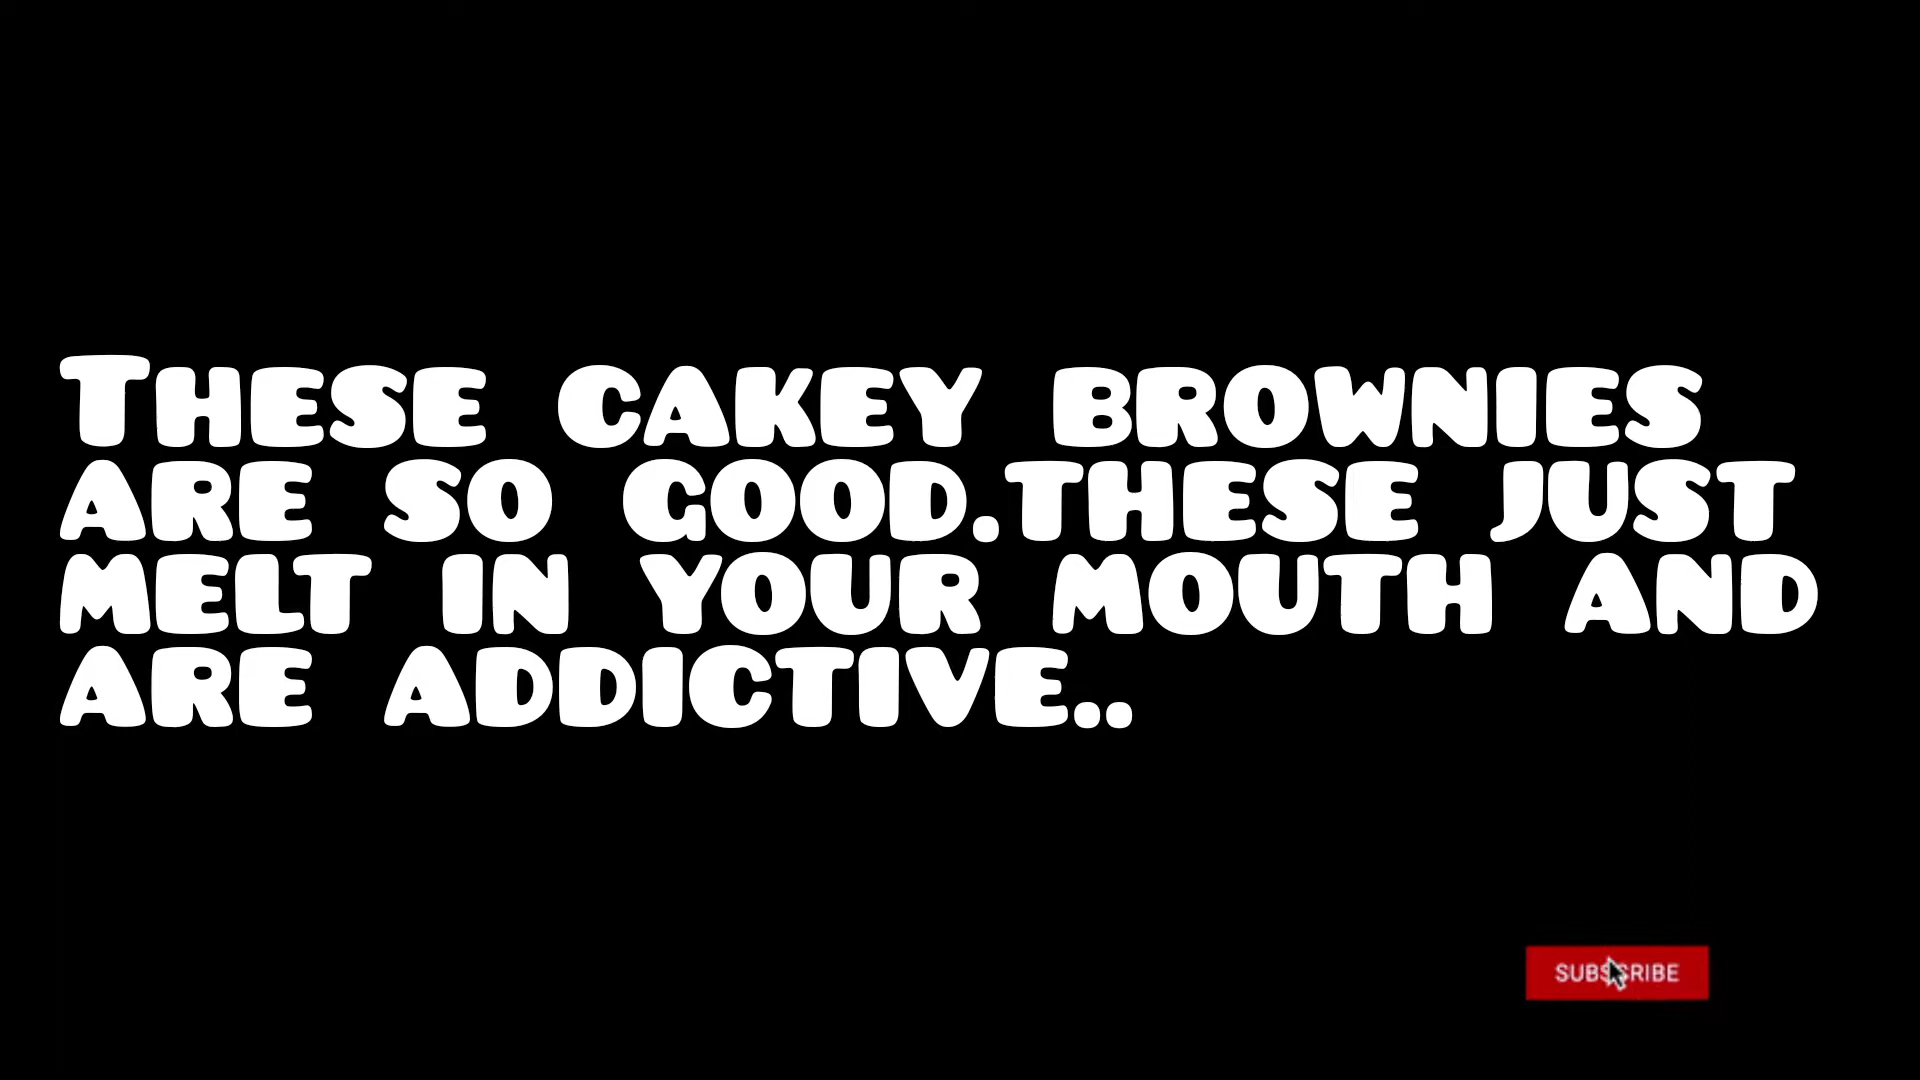 These cakey brownies
are so good.these just
melt in your mouth and
are addictive..
SUBSCRIBE